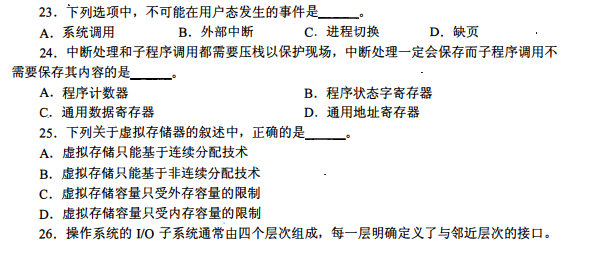 23．下列选项中，不可能在用户态发生的事件是______。
A．系统调用 B．外部中断 C．进程切换 D．缺页
24．中断处理和子程序调用都需要压栈以保护现场，中断处理一定会保存而子程序调用不
需要保存其内容的是______。
A．程序计数器 B．程序状态字寄存器
C．通用数据寄存器 D．通用地址寄存器
25．下列关于虚拟存储器的叙述中，正确的是______。
A．虚拟存储只能基于连续分配技术
B．虚拟存储只能基于非连续分配技术
C．虚拟存储容量只受外存容量的限制
D．虚拟存储容量只受内存容量的限制
26．操作系统的 I/O 子系统通常由四个层次组成，每一层明确定义了与邻近层次的接口。